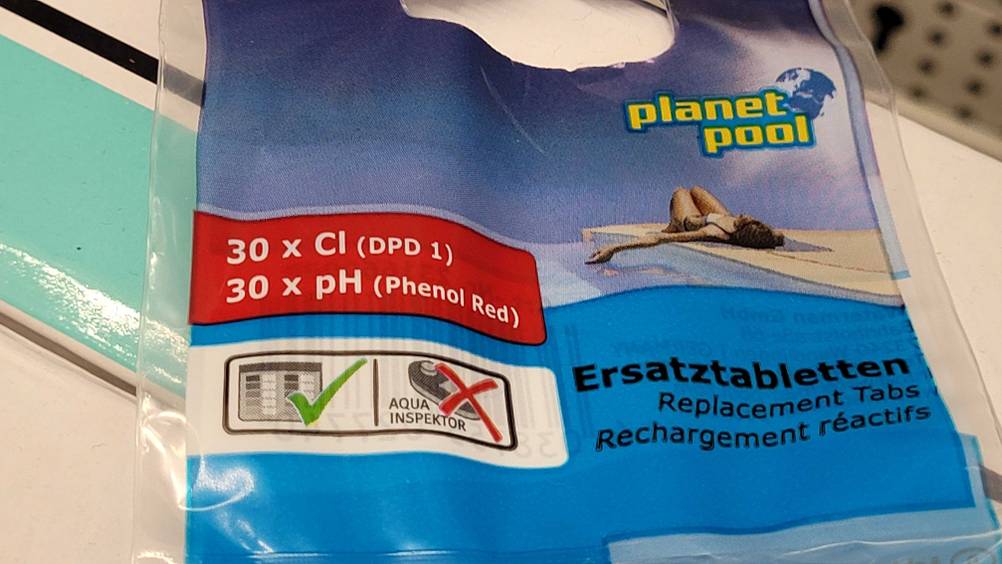 planet
pool
30 x Cl (DPD 1)
30 x pH (Phenol Red)
AQUA
INSPEKTOR
Ersatztabletten
Replacement Tabs
Rechargement réactifs